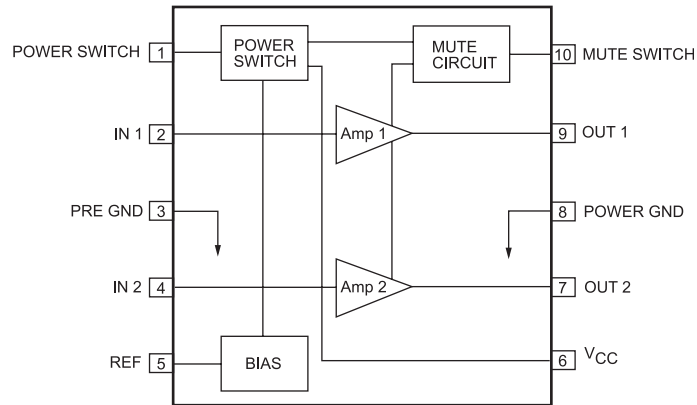 POWER SWITCH 1
POWER
SWITCH
MUTE
CIRCUIT
10 MUTE SWITCH
IN 1 2
Amp 1
9 OUT 1
PRE GND 3
8 POWER GND
IN 2 4
Amp 2
7 OUT 2
REF 5
BIAS
6 VCC